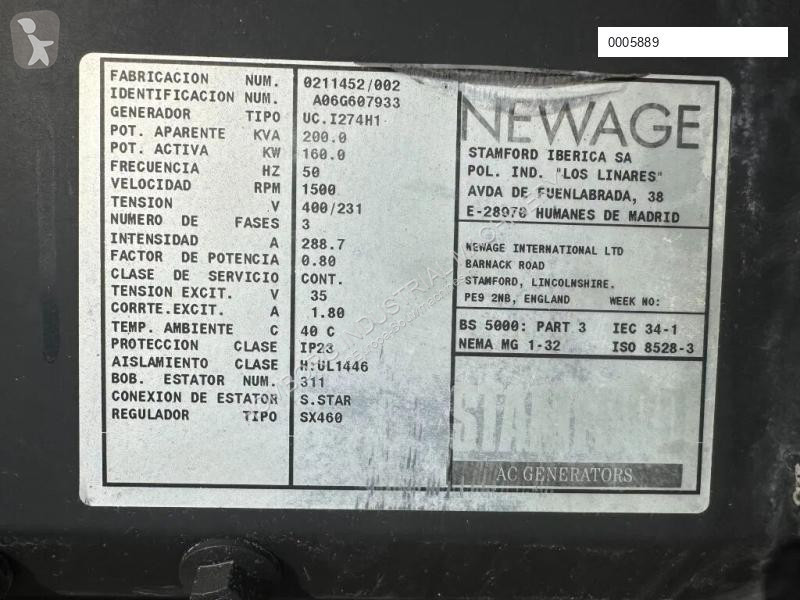 0005889
FABRICACION NUM. 0211452/002
IDENTIFICACION NUM. A06G607933
GENERADOR TIPO UC.I274H1
POT. APARENTE KVA 200.0
POT. ACTIVA KW 160.0
FRECUENCIA HZ 50
VELOCIDAD RPM 1500
TENSION V 400/231
NUMERO DE FASES 3
INTENSIDAD A 288.7
FACTOR DE POTENCIA 0.80
CLASE DE SERVICIO CONT.
TENSION EXCIT. V 35
CORRTE.EXCIT. A 1.80
TEMP. AMBIENTE C 40 C
PROTECCION CLASE IP23
AISLAMIENTO CLASE H:UL1446
BOB. ESTATOR NUM. 311
CONEXION DE ESTATOR S.STAR
REGULADOR TIPO SX460
NEWAGE
STAMFORD IBERICA SA
POL. IND. "LOS LINARES"
AVDA DE FUENLABRADA, 38
E-28970 HUMANES DE MADRID
NEWAGE INTERNATIONAL LTD
BARNACK ROAD
STAMFORD, LINCOLNSHIRE.
PE9 2NB, ENGLAND WEEK NO:
BS 5000: PART 3 IEC 34-1
NEMA MG 1-32 ISO 8528-3
STAMFORD
AC GENERATORS